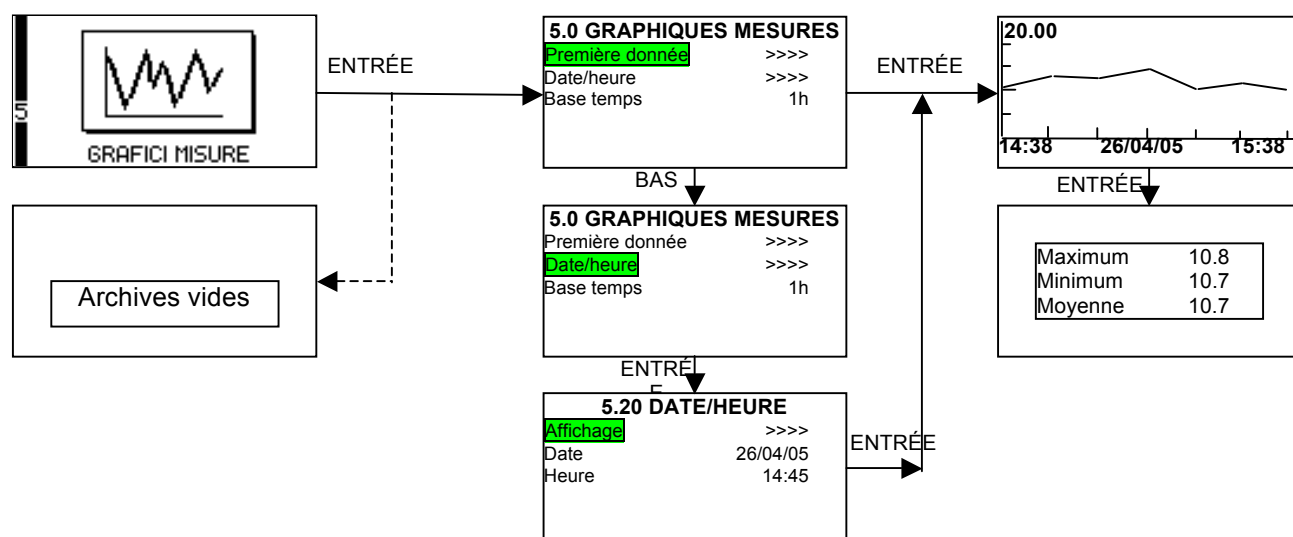 5
GRAFICI MISURE
ENTRÉE
5.0 GRAPHIQUES MESURES
Première donnée >>>>
Date/heure >>>>
Base temps 1h
ENTRÉE
20.00
14:38 26/04/05 15:38
BAS
ENTRÉE
Archives vides
5.0 GRAPHIQUES MESURES
Première donnée >>>>
Date/heure >>>>
Base temps 1h
Maximum 10.8
Minimum 10.7
Moyenne 10.7
ENTRÉ
E
5.20 DATE/HEURE
Affichage >>>>
Date 26/04/05
Heure 14:45
ENTRÉE